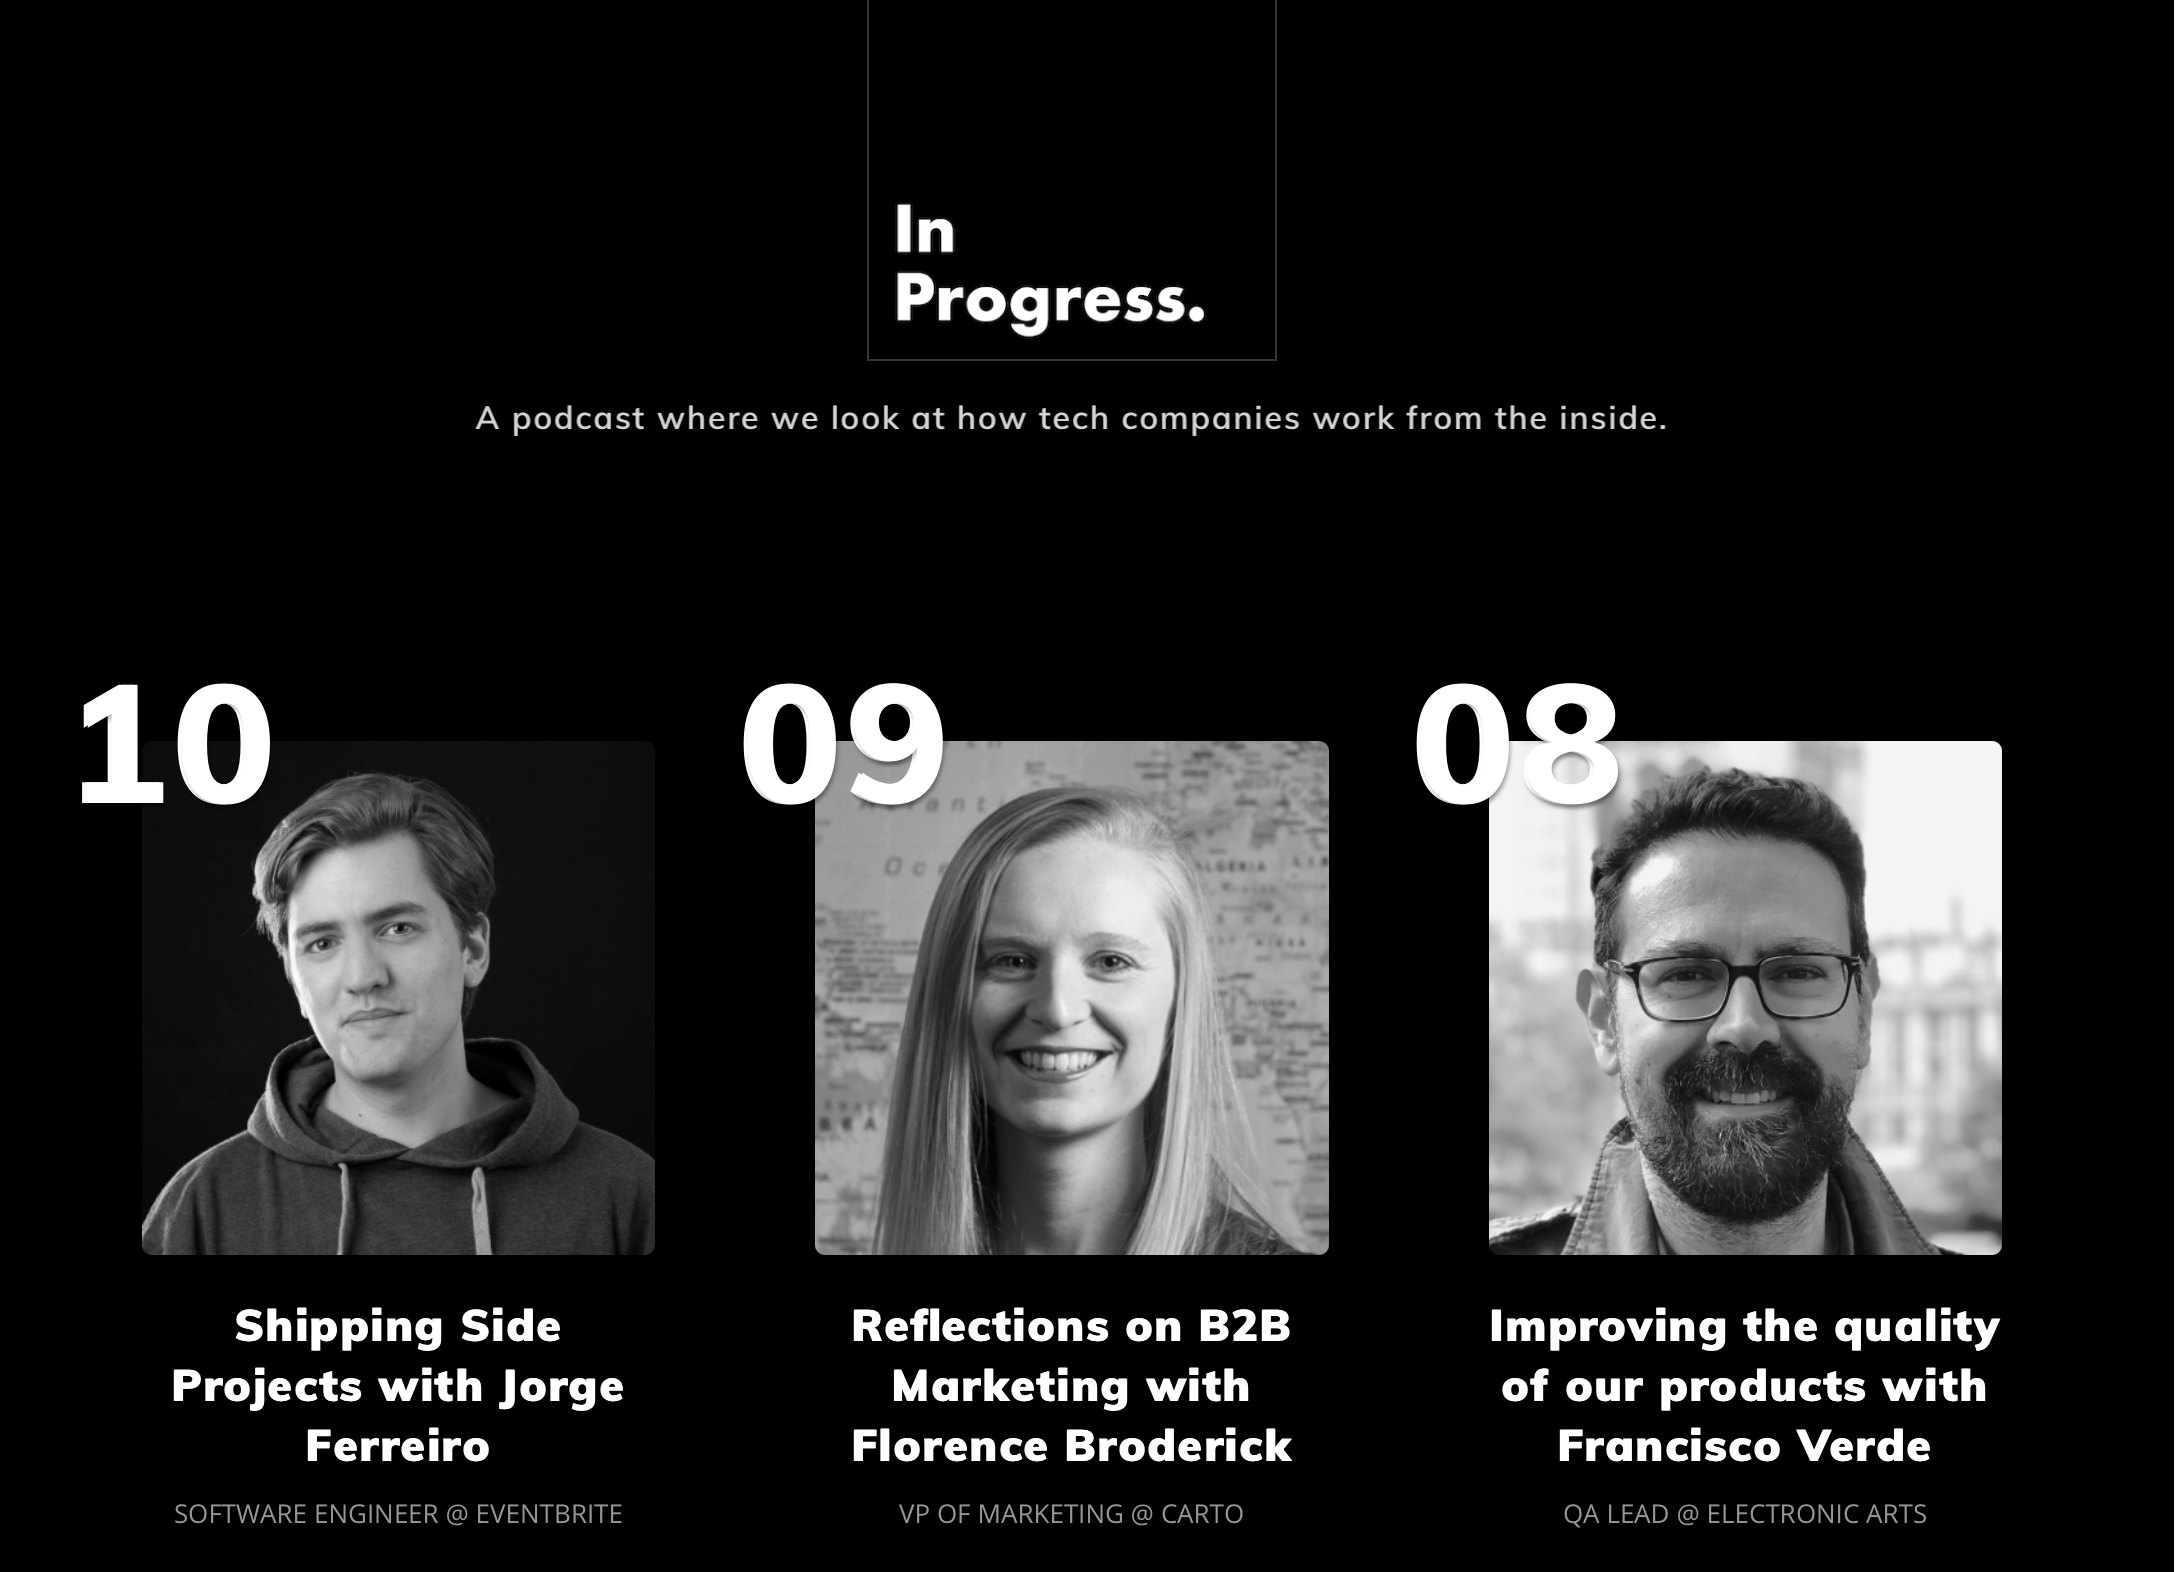 In
Progress.
A podcast where we look at how tech companies work from the inside.
10
09
08
Oce
ALGERIA
Shipping Side
Projects with Jorge
Ferreiro
SOFTWARE ENGINEER @ EVENTBRITE
Reflections on B2B
Marketing with
Florence Broderick
VP OF MARKETING @ CARTO
Improving the quality
of our products with
Francisco Verde
QA LEAD @ ELECTRONIC ARTS